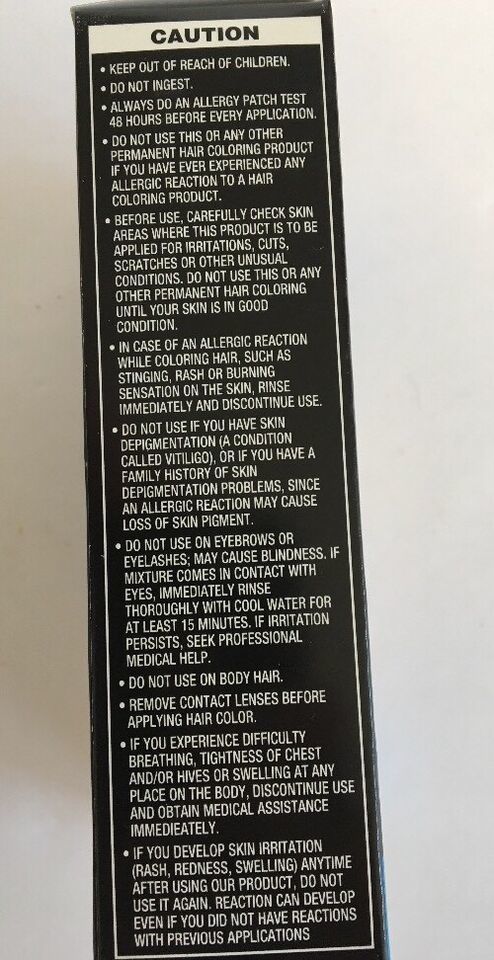 CAUTION
• KEEP OUT OF REACH OF CHILDREN.
• DO NOT INGEST.
• ALWAYS DO AN ALLERGY PATCH TEST
48 HOURS BEFORE EVERY APPLICATION.
• DO NOT USE THIS OR ANY OTHER
PERMANENT HAIR COLORING PRODUCT
IF YOU HAVE EVER EXPERIENCED ANY
ALLERGIC REACTION TO A HAIR
COLORING PRODUCT.
• BEFORE USE, CAREFULLY CHECK SKIN
AREAS WHERE THIS PRODUCT IS TO BE
APPLIED FOR IRRITATIONS, CUTS,
SCRATCHES OR OTHER UNUSUAL
CONDITIONS. DO NOT USE THIS OR ANY
OTHER PERMANENT HAIR COLORING
UNTIL YOUR SKIN IS IN GOOD
CONDITION.
• IN CASE OF AN ALLERGIC REACTION
WHILE COLORING HAIR, SUCH AS
STINGING, RASH OR BURNING
SENSATION ON THE SKIN, RINSE
IMMEDIATELY AND DISCONTINUE USE.
• DO NOT USE IF YOU HAVE SKIN
DEPIGMENTATION (A CONDITION
CALLED VITILIGO), OR IF YOU HAVE A
FAMILY HISTORY OF SKIN
DEPIGMENTATION PROBLEMS, SINCE
AN ALLERGIC REACTION MAY CAUSE
LOSS OF SKIN PIGMENT.
• DO NOT USE ON EYEBROWS OR
EYELASHES; MAY CAUSE BLINDNESS. IF
MIXTURE COMES IN CONTACT WITH
EYES, IMMEDIATELY RINSE
THOROUGHLY WITH COOL WATER FOR
AT LEAST 15 MINUTES. IF IRRITATION
PERSISTS, SEEK PROFESSIONAL
MEDICAL HELP.
• DO NOT USE ON BODY HAIR.
• REMOVE CONTACT LENSES BEFORE
APPLYING HAIR COLOR.
• IF YOU EXPERIENCE DIFFICULTY
BREATHING, TIGHTNESS OF CHEST
AND/OR HIVES OR SWELLING AT ANY
PLACE ON THE BODY, DISCONTINUE USE
AND OBTAIN MEDICAL ASSISTANCE
IMMEDIEATELY.
• IF YOU DEVELOP SKIN IRRITATION
(RASH, REDNESS, SWELLING) ANYTIME
AFTER USING OUR PRODUCT, DO NOT
USE IT AGAIN. REACTION CAN DEVELOP
EVEN IF YOU DID NOT HAVE REACTIONS
WITH PREVIOUS APPLICATIONS